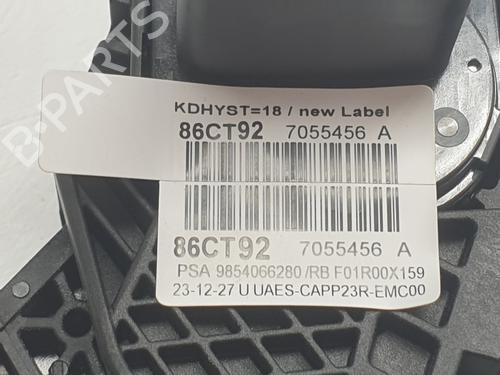 B-PARTS
KDHYST=18 / new Label
86CT92 7055456 A
86CT92 7055456 A
PSA 9854066280 /RB F01R00X159
23-12-27 U UAES-CAPP23R-EMC00